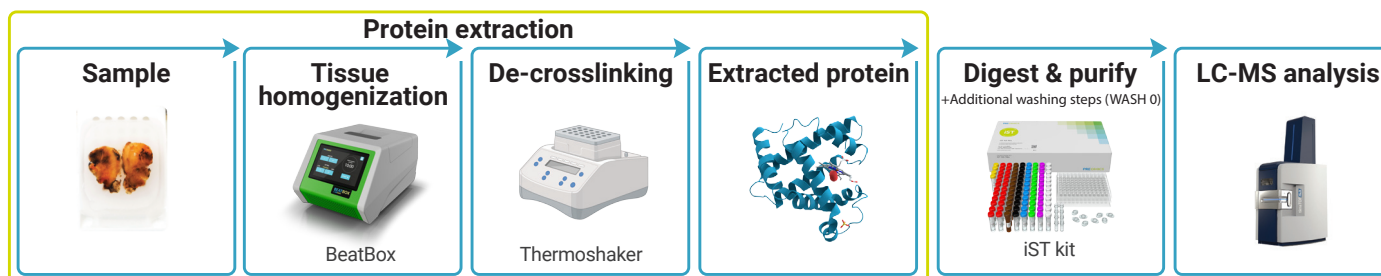 Protein extraction
Sample
Tissue
homogenization
De-crosslinking
Extracted protein
Digest & purify
+Additional washing steps (WASH 0)
LC-MS analysis
BeatBox
Thermoshaker
iST kit